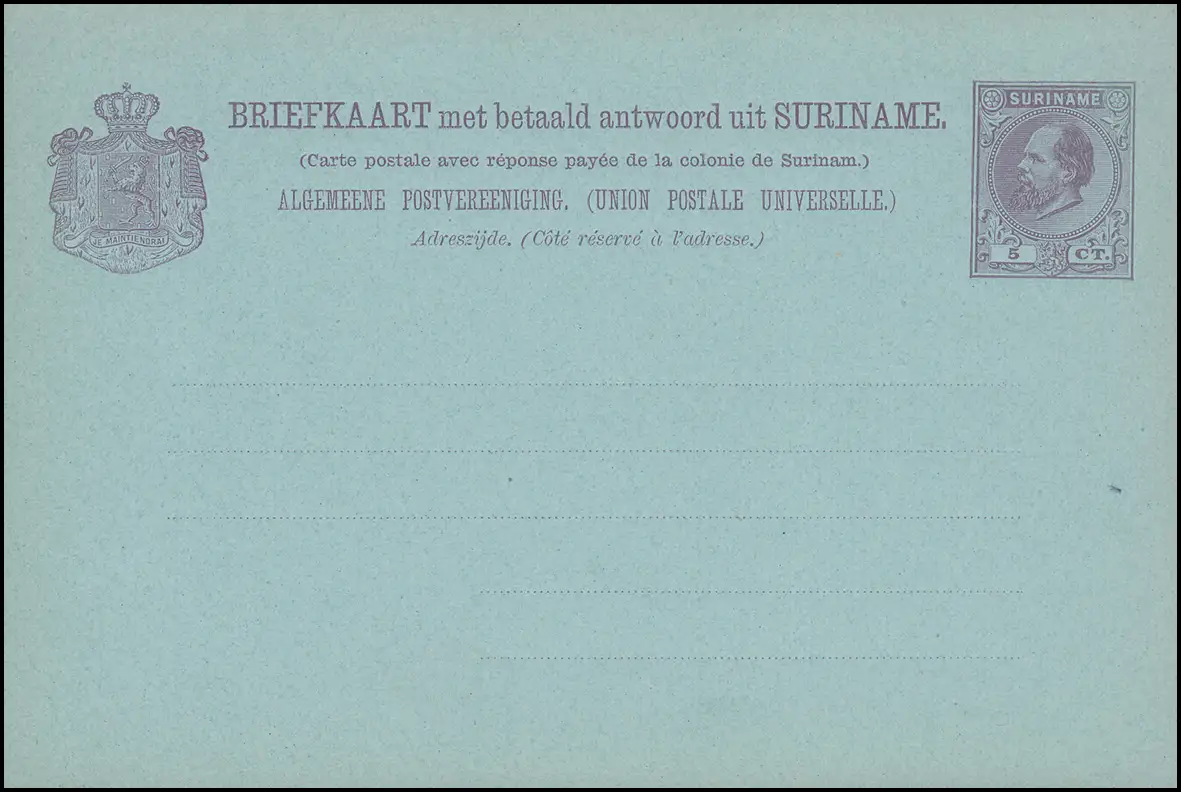 BRIEFKAART met betaald antwoord uit SURINAME.
(Carte postale avec réponse payée de la colonie de Surinam.)
ALGEMEENE POSTVEREENIGING. (UNION POSTALE UNIVERSELLE.)
Adreszijde. (Côté réservé à l'adresse.)
JE MAINTIENDRAI
SURINAME
5 CT.